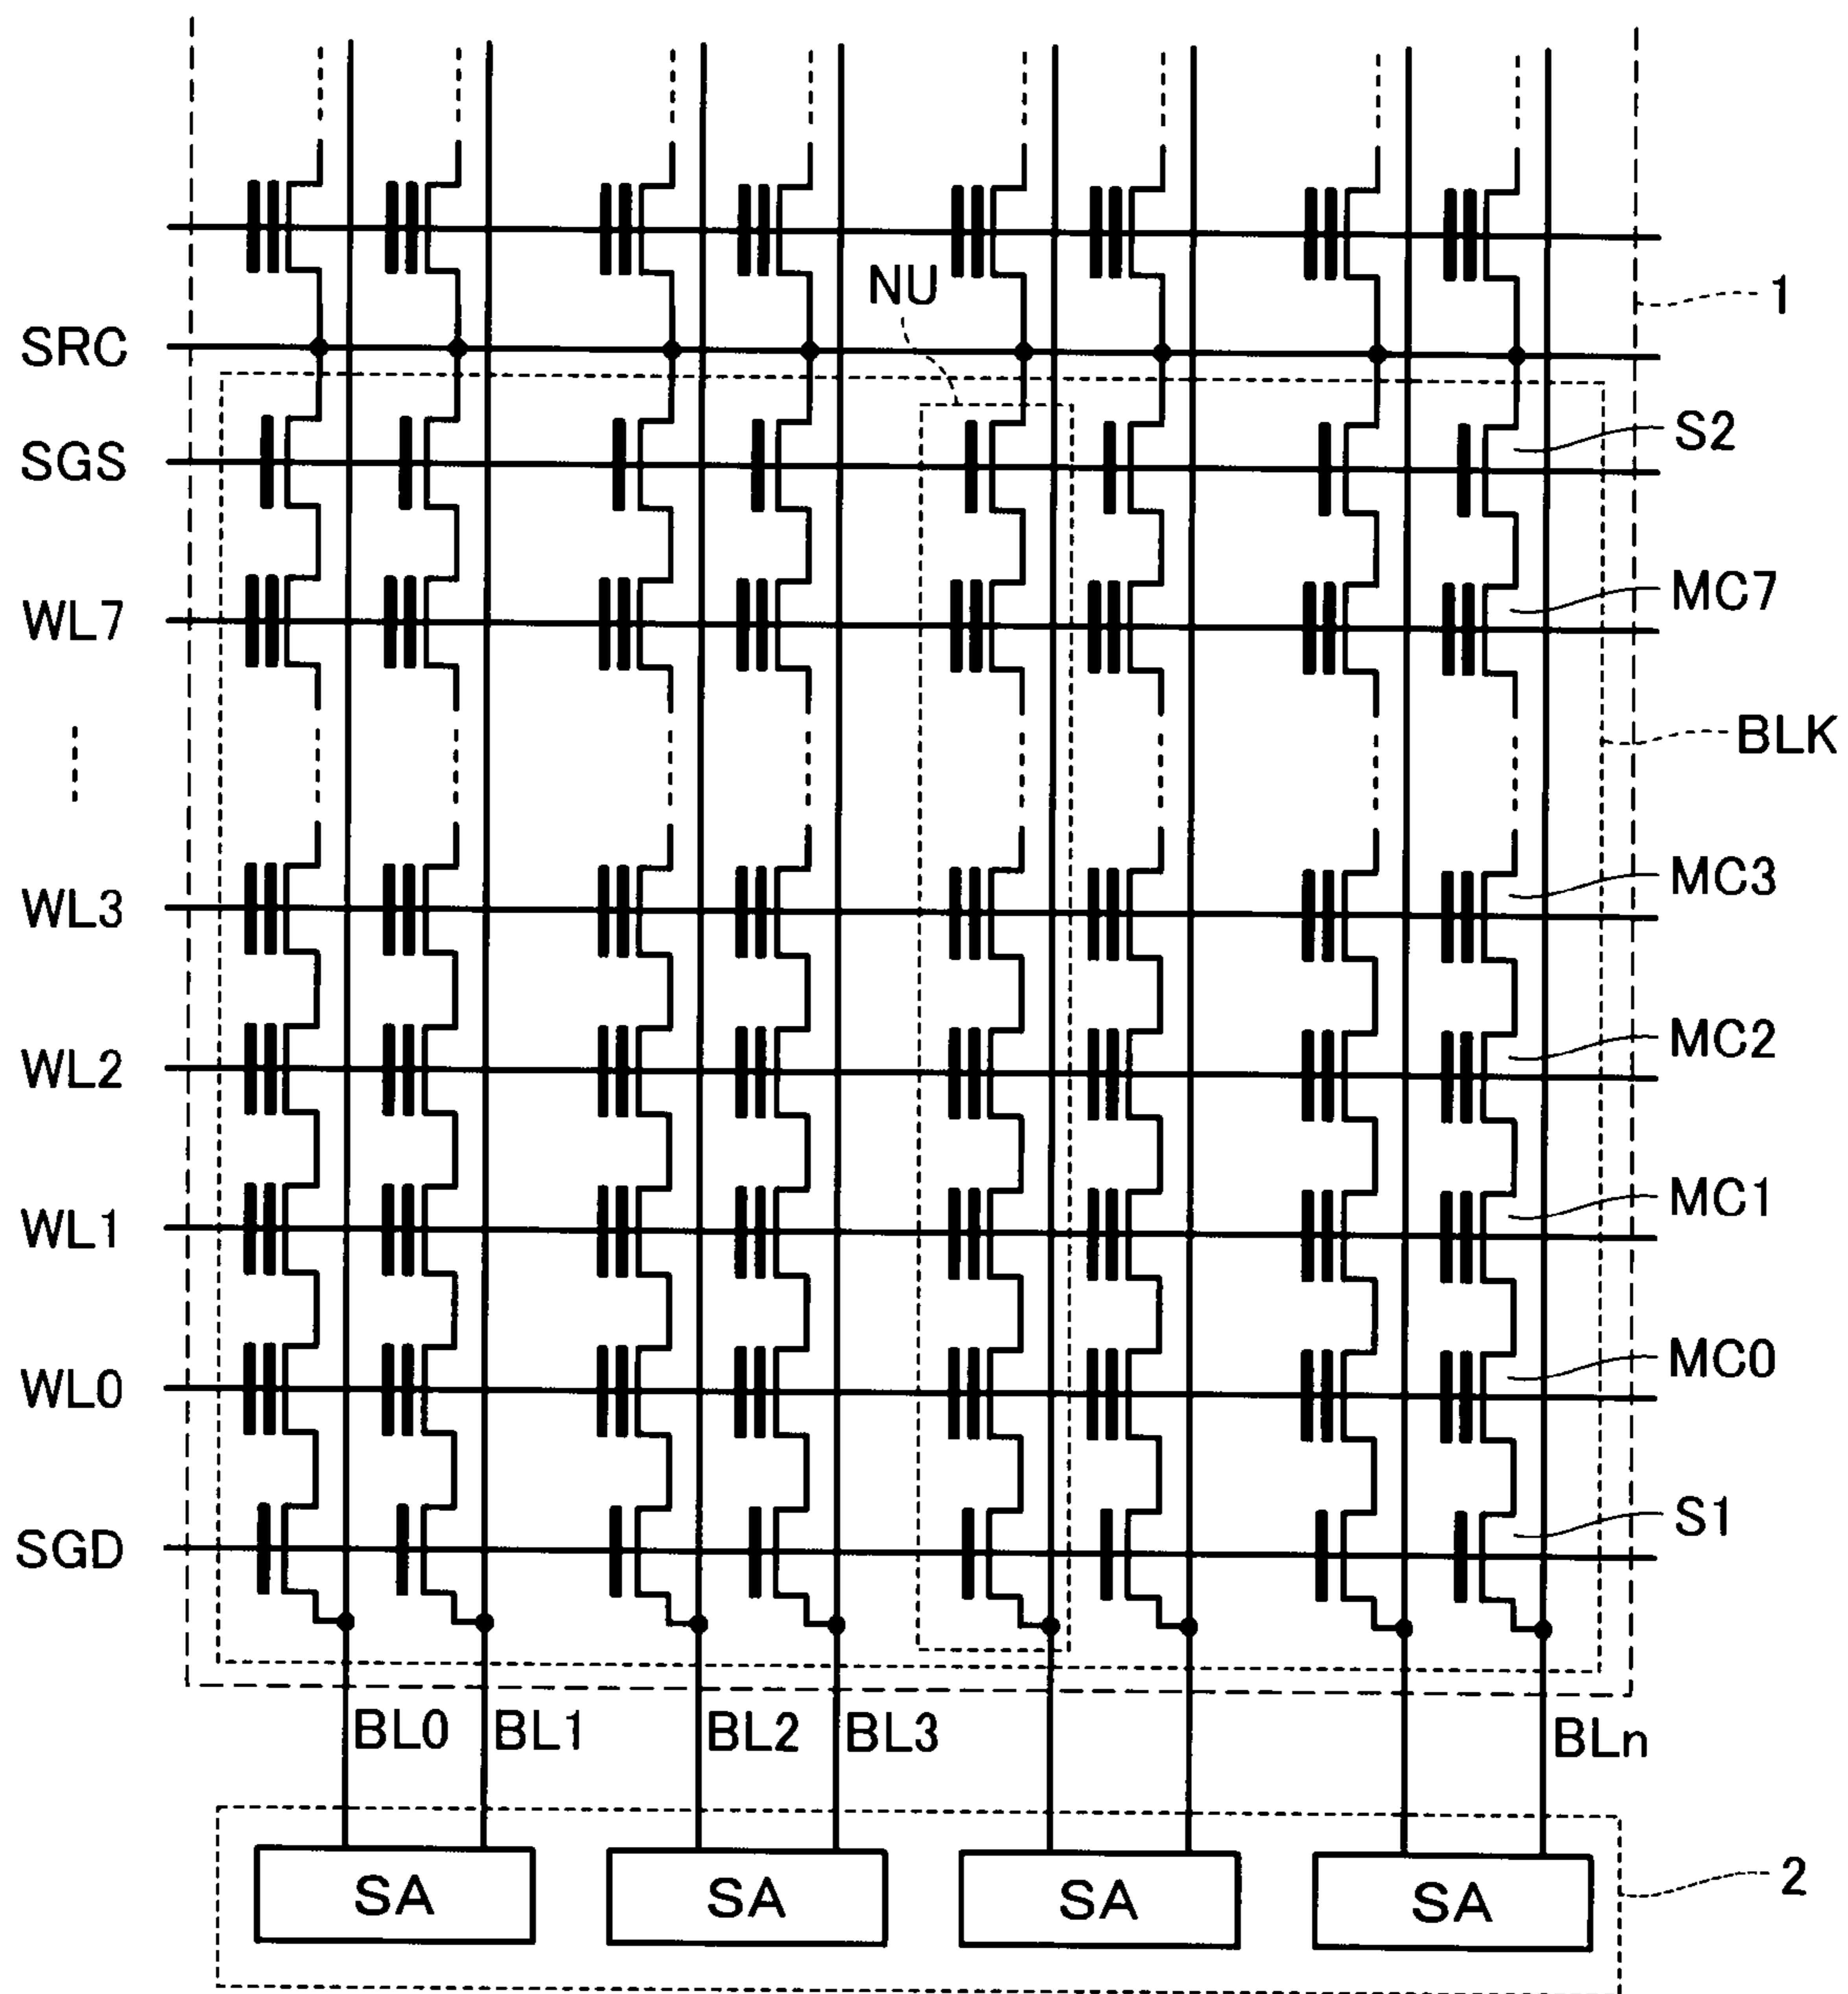 NU
1
SRC
SGS
S2
WL7
MC7
BLK
WL3
MC3
WL2
MC2
WL1
MC1
WL0
MC0
SGD
S1
BL0 BL1 BL2 BL3 BLn
SA SA SA SA
2